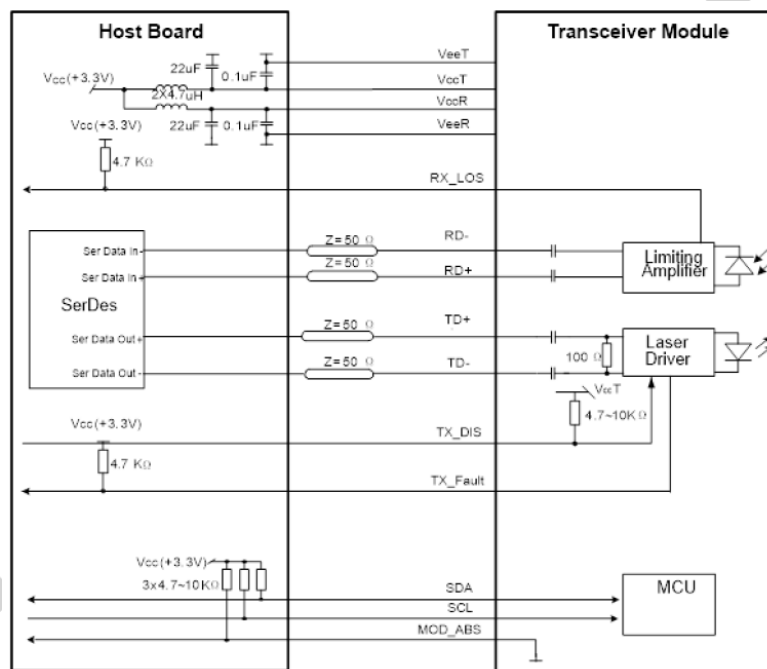 Host Board
Transceiver Module
VeeT
22uF
0.1uF
Vcc(+3.3V)
VccT
2X4.7uH
VccR
22uF
0.1uF
VeeR
Vcc(+3.3V)
4.7 KΩ
RX_LOS
Z=50 Ω
RD-
Ser Data In-
Limiting
Amplifier
Z=50 Ω
RD+
Ser Data In+
SerDes
Z=50 Ω
TD+
Ser Data Out+
Laser
Driver
100 Ω
Z=50 Ω
TD-
Ser Data Out-
VccT
4.7~10KΩ
Vcc(+3.3V)
TX_DIS
4.7 KΩ
TX_Fault
Vcc(+3.3V)
3x4.7~10KΩ
SDA
MCU
SCL
MOD_ABS